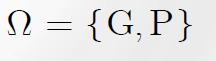 Ω = {G, P}